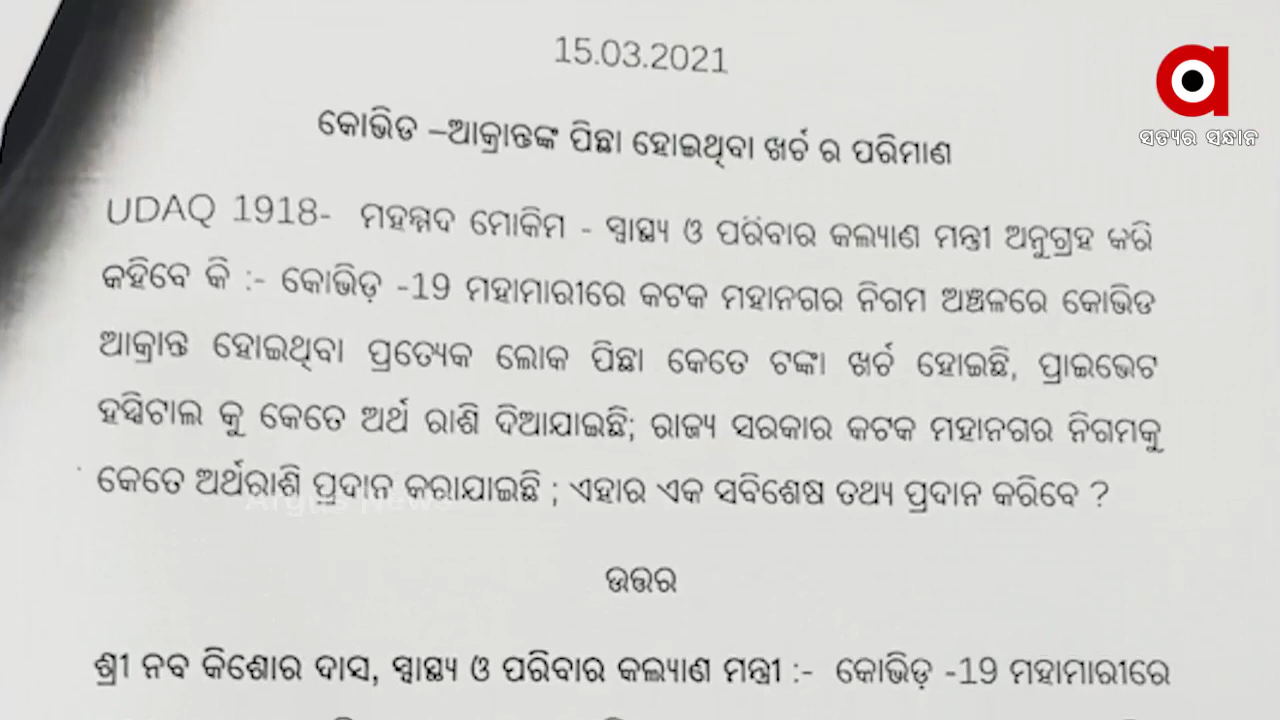 15.03.2021
ସତ୍ୟର ସନ୍ଧାନ
କୋଭିଡ –ଆକ୍ରାନ୍ତଙ୍କ ପିଛା ହୋଇଥିବା ଖର୍ଚ ର ପରିମାଣ
UDAQ 1918- ମହମ୍ମଦ ମୋକିମ - ସ୍ୱାସ୍ଥ୍ୟ ଓ ପରିବାର କଲ୍ୟାଣ ମନ୍ତ୍ରୀ ଅନୁଗ୍ରହ କରି
କହିବେ କି :- କୋଭିଡ଼ -19 ମହାମାରୀରେ କଟକ ମହାନଗର ନିଗମ ଅଞ୍ଚଳରେ କୋଭିଡ
ଆକ୍ରାନ୍ତ ହୋଇଥିବା ପ୍ରତ୍ୟେକ ଲୋକ ପିଛା କେତେ ଟଙ୍କା ଖର୍ଚ ହୋଇଛି, ପ୍ରାଇଭେଟ
ହସ୍ପିଟାଲ କୁ କେତେ ଅର୍ଥ ରାଶି ଦିଆଯାଇଛି; ରାଜ୍ୟ ସରକାର କଟକ ମହାନଗର ନିଗମକୁ
କେତେ ଅର୍ଥରାଶି ପ୍ରଦାନ କରାଯାଇଛି ; ଏହାର ଏକ ସବିଶେଷ ତଥ୍ୟ ପ୍ରଦାନ କରିବେ ?
Argus News
ଉତ୍ତର
ଶ୍ରୀ ନବ କିଶୋର ଦାସ, ସ୍ୱାସ୍ଥ୍ୟ ଓ ପରିବାର କଲ୍ୟାଣ ମନ୍ତ୍ରୀ :- କୋଭିଡ଼ -19 ମହାମାରୀରେ